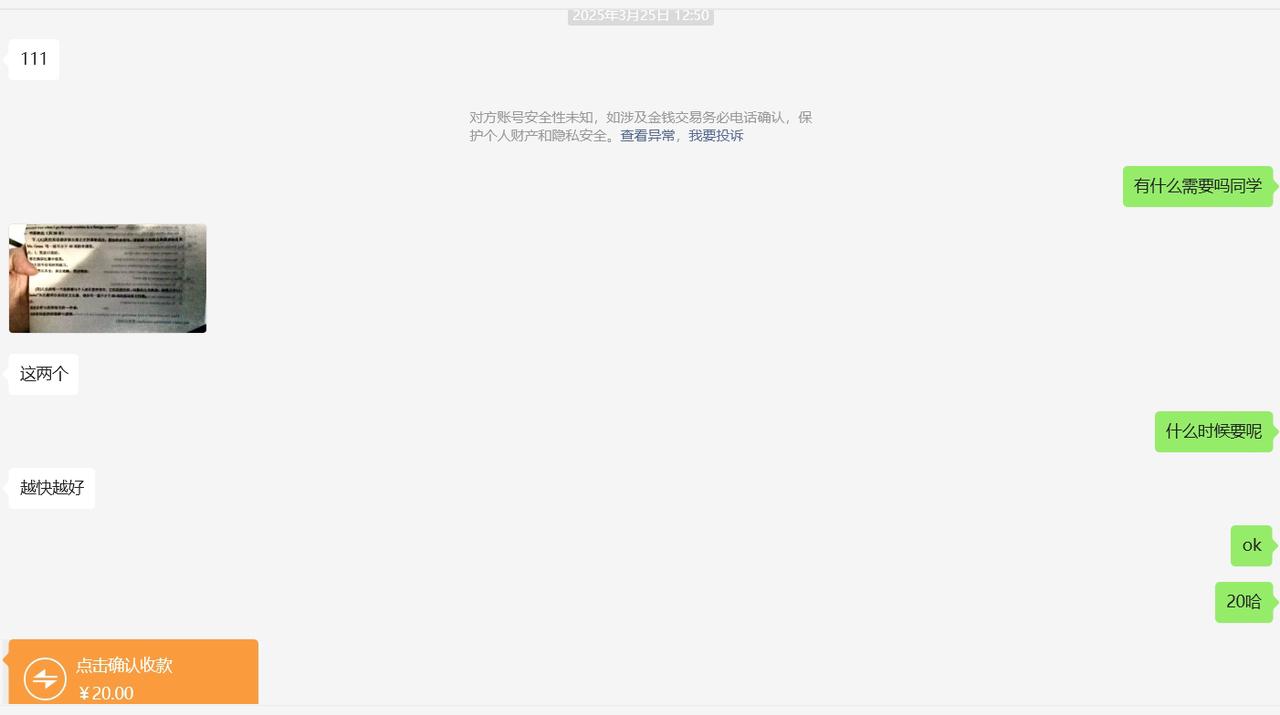 2025年3月25日 12:50
111
对方账号安全性未知，如涉及金钱交易务必电话确认，保
护个人财产和隐私安全。查看异常，我要投诉
有什么需要吗同学
这两个
什么时候要呢
越快越好
ok
20哈
点击确认收款
￥20.00